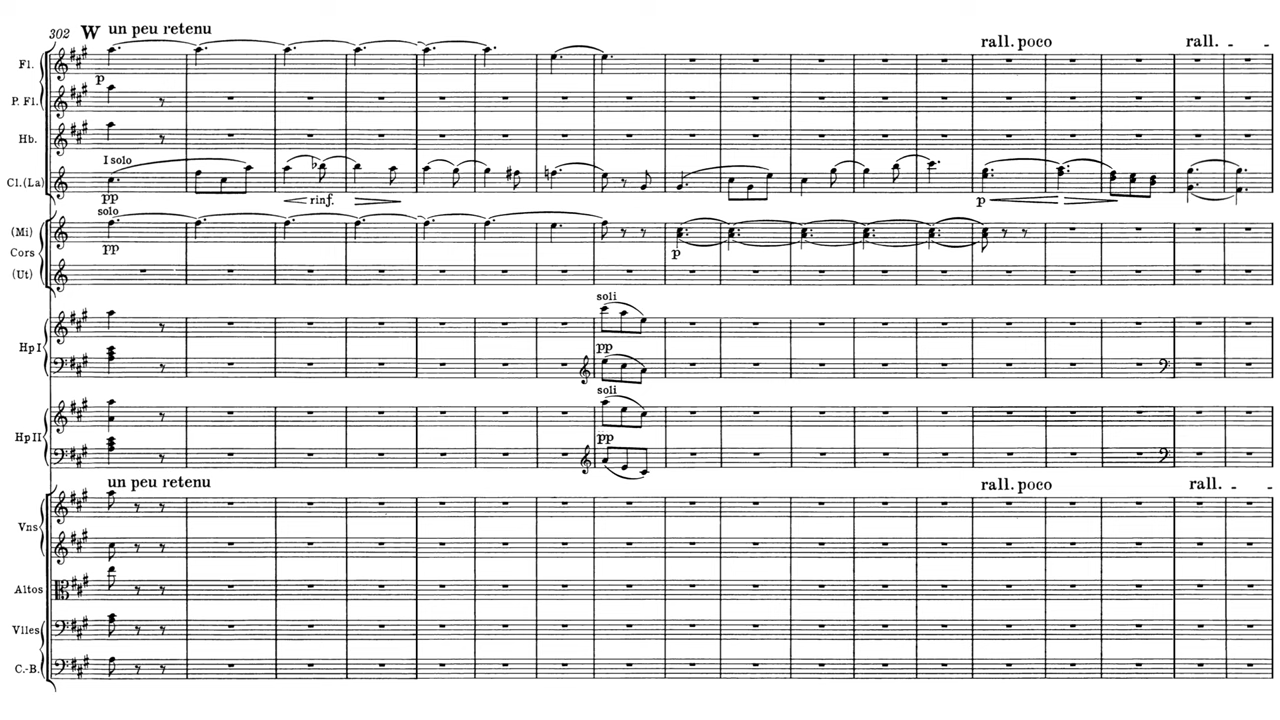 302 W un peu retenu
rall. poco rall. - -
Fl.
p
P. Fl.
Hb.
I solo
Cl.(La)
pp rinf. p
solo
(Mi)
pp p
Cors
(Ut)
soli
Hp I
pp
soli
Hp II
pp
un peu retenu rall. poco rall. - -
Vns
Altos
Vlles
C.-B.